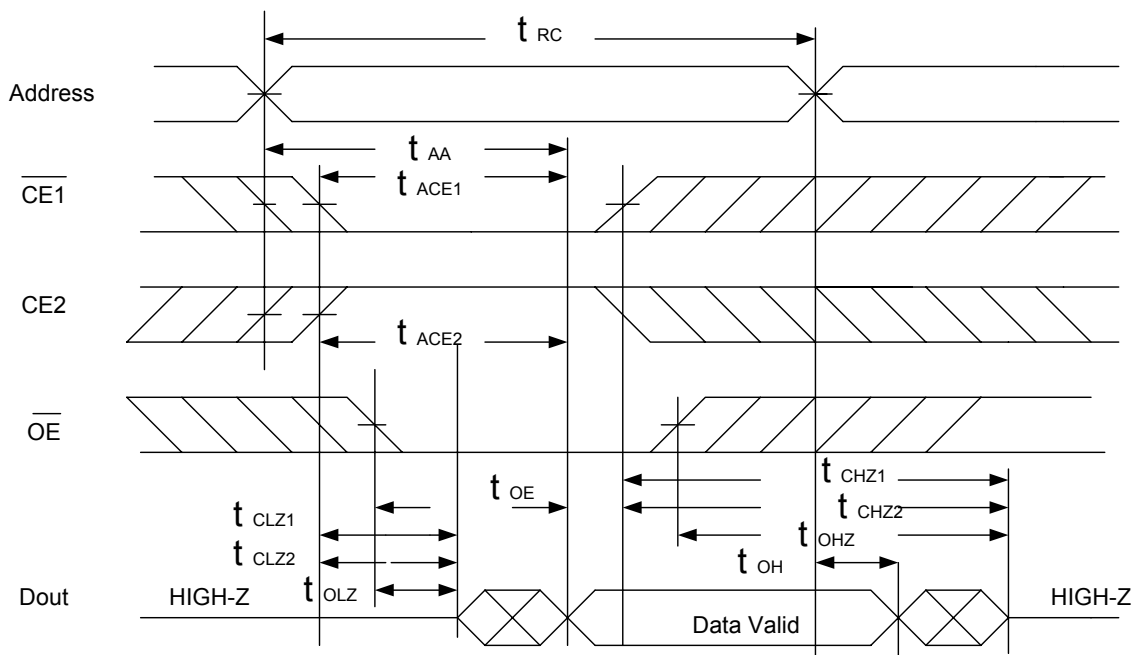 t RC
Address
t AA
CE1
t ACE1
CE2
t ACE2
OE
t CHZ1
t OE
t CHZ2
t CLZ1
t OHZ
t CLZ2
t OH
t OLZ
Dout
HIGH-Z
Data Valid
HIGH-Z